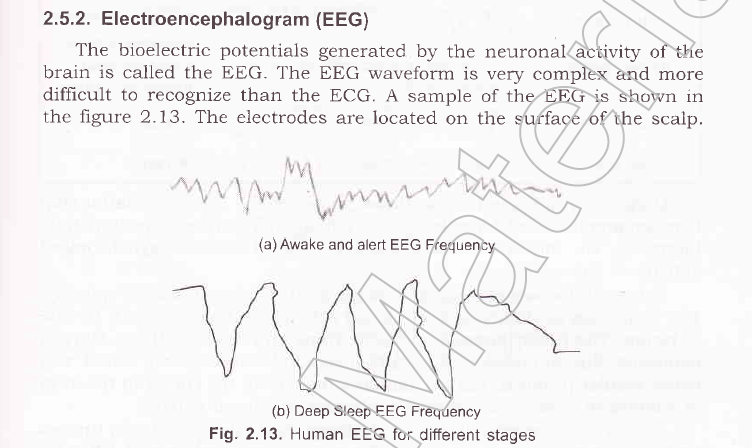 2.5.2. Electroencephalogram (EEG)
The bioelectric potentials generated by the neuronal activity of the
brain is called the EEG. The EEG waveform is very complex and more
difficult to recognize than the ECG. A sample of the EEG is shown in
the figure 2.13. The electrodes are located on the surface of the scalp.
(a) Awake and alert EEG Frequency
(b) Deep Sleep EEG Frequency
Fig. 2.13. Human EEG for different stages
Materi